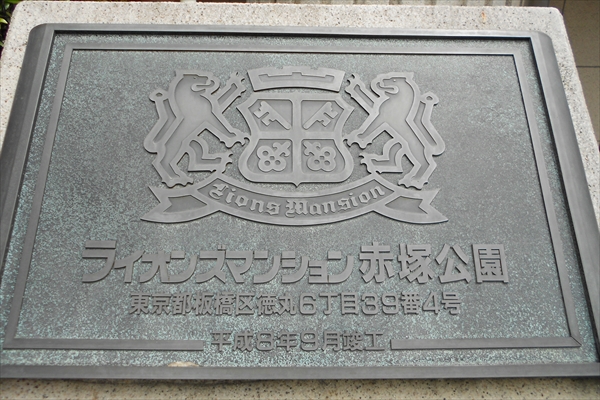 Lions Mansion
ライオンズマンション赤塚公園
東京都板橋区徳丸6丁目39番4号
平成8年9月竣工